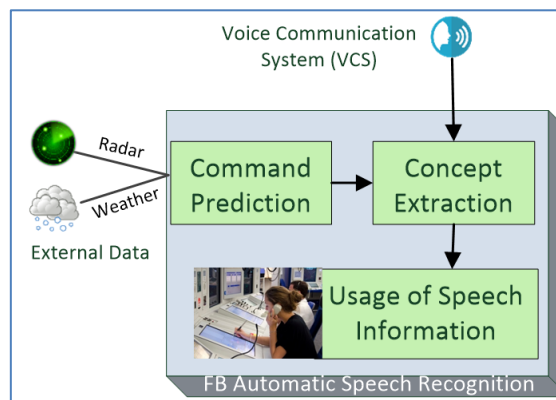 Voice Communication
System (VCS)
Radar
Weather
External Data
Command
Prediction
Concept
Extraction
Usage of Speech
Information
FB Automatic Speech Recognition